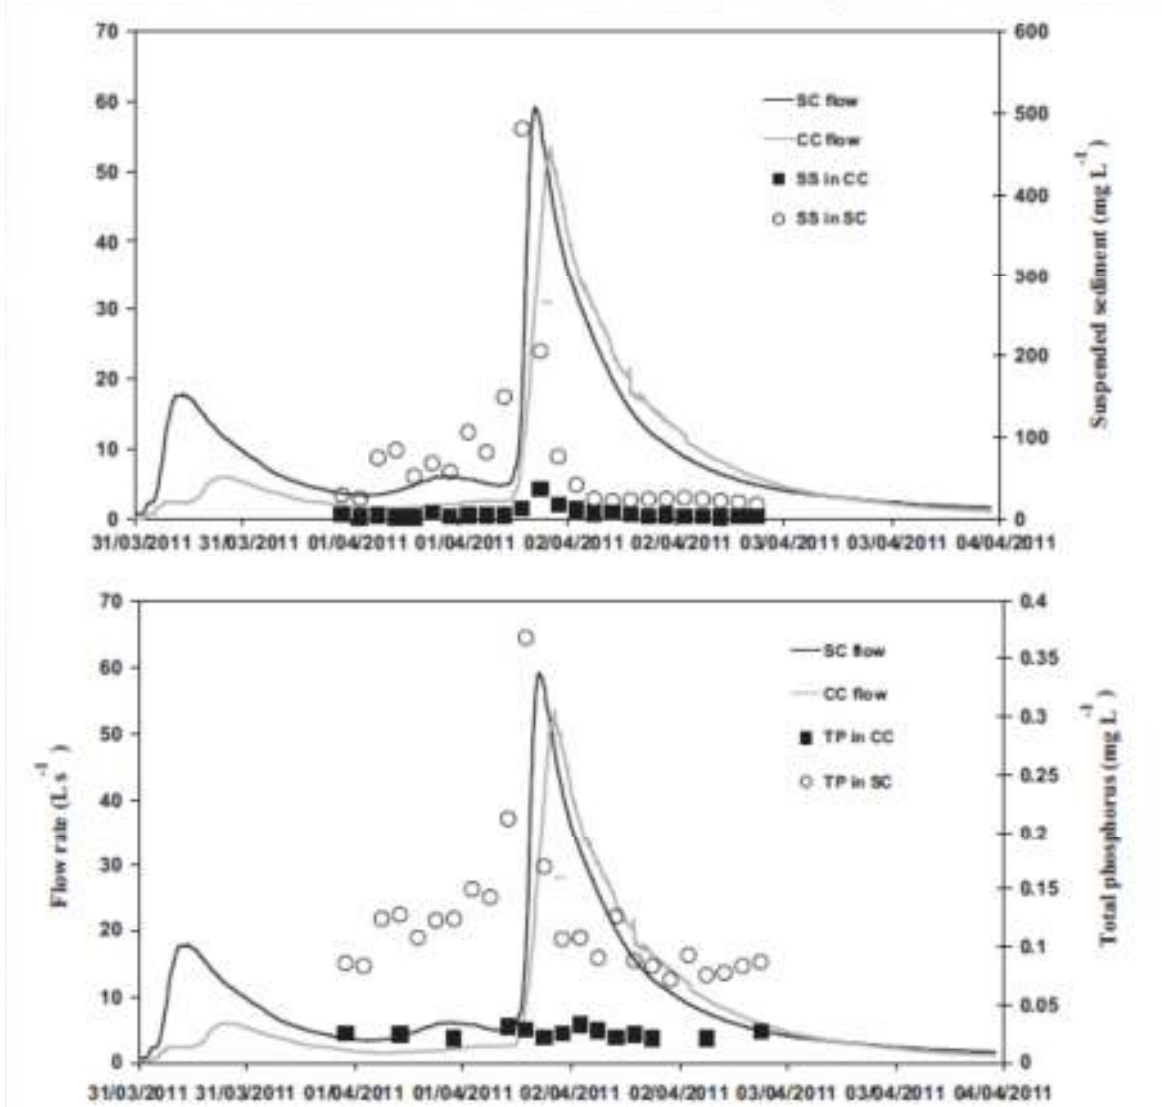 70
60
50
40
30
20
10
0
600
500
400
300
200
100
0
SC flow
CC flow
SS in CC
SS in SC
Suspended sediment (mg L-1)
31/03/2011 31/03/2011 01/04/2011 01/04/2011 02/04/2011 02/04/2011 03/04/2011 03/04/2011 04/04/2011
70
60
50
40
30
20
10
0
0.4
0.35
0.3
0.25
0.2
0.15
0.1
0.05
0
SC flow
CC flow
TP in CC
TP in SC
Flow rate (L s-1)
Total phosphorus (mg L-1)
31/03/2011 31/03/2011 01/04/2011 01/04/2011 02/04/2011 02/04/2011 03/04/2011 03/04/2011 04/04/2011